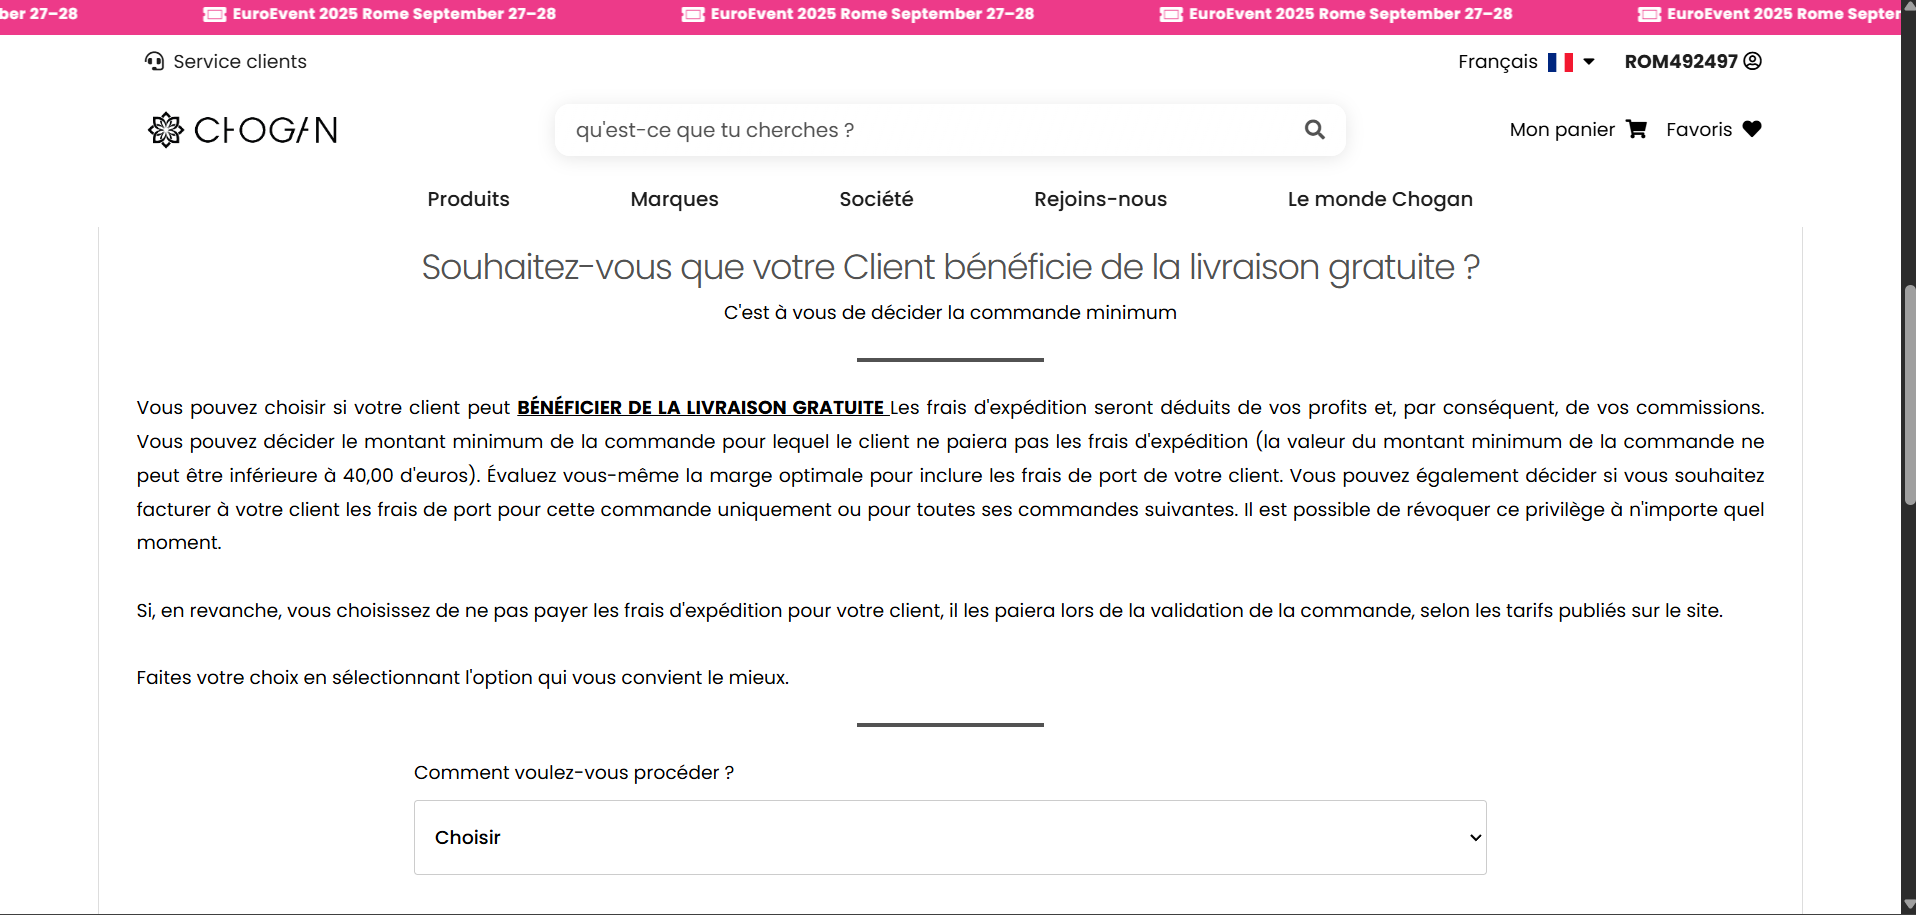 ber 27–28 EuroEvent 2025 Rome September 27–28 EuroEvent 2025 Rome September 27–28 EuroEvent 2025 Rome September 27–28 EuroEvent 2025 Rome Septer
Service clients
Français
ROM492497
CHOGAN
qu'est-ce que tu cherches ?
Mon panier
Favoris
Produits
Marques
Société
Rejoins-nous
Le monde Chogan
Souhaitez-vous que votre Client bénéficie de la livraison gratuite ?
C'est à vous de décider la commande minimum
Vous pouvez choisir si votre client peut BÉNÉFICIER DE LA LIVRAISON GRATUITE Les frais d'expédition seront déduits de vos profits et, par conséquent, de vos commissions.
Vous pouvez décider le montant minimum de la commande pour lequel le client ne paiera pas les frais d'expédition (la valeur du montant minimum de la commande ne
peut être inférieure à 40,00 d'euros). Évaluez vous-même la marge optimale pour inclure les frais de port de votre client. Vous pouvez également décider si vous souhaitez
facturer à votre client les frais de port pour cette commande uniquement ou pour toutes ses commandes suivantes. Il est possible de révoquer ce privilège à n'importe quel
moment.
Si, en revanche, vous choisissez de ne pas payer les frais d'expédition pour votre client, il les paiera lors de la validation de la commande, selon les tarifs publiés sur le site.
Faites votre choix en sélectionnant l'option qui vous convient le mieux.
Comment voulez-vous procéder ?
Choisir